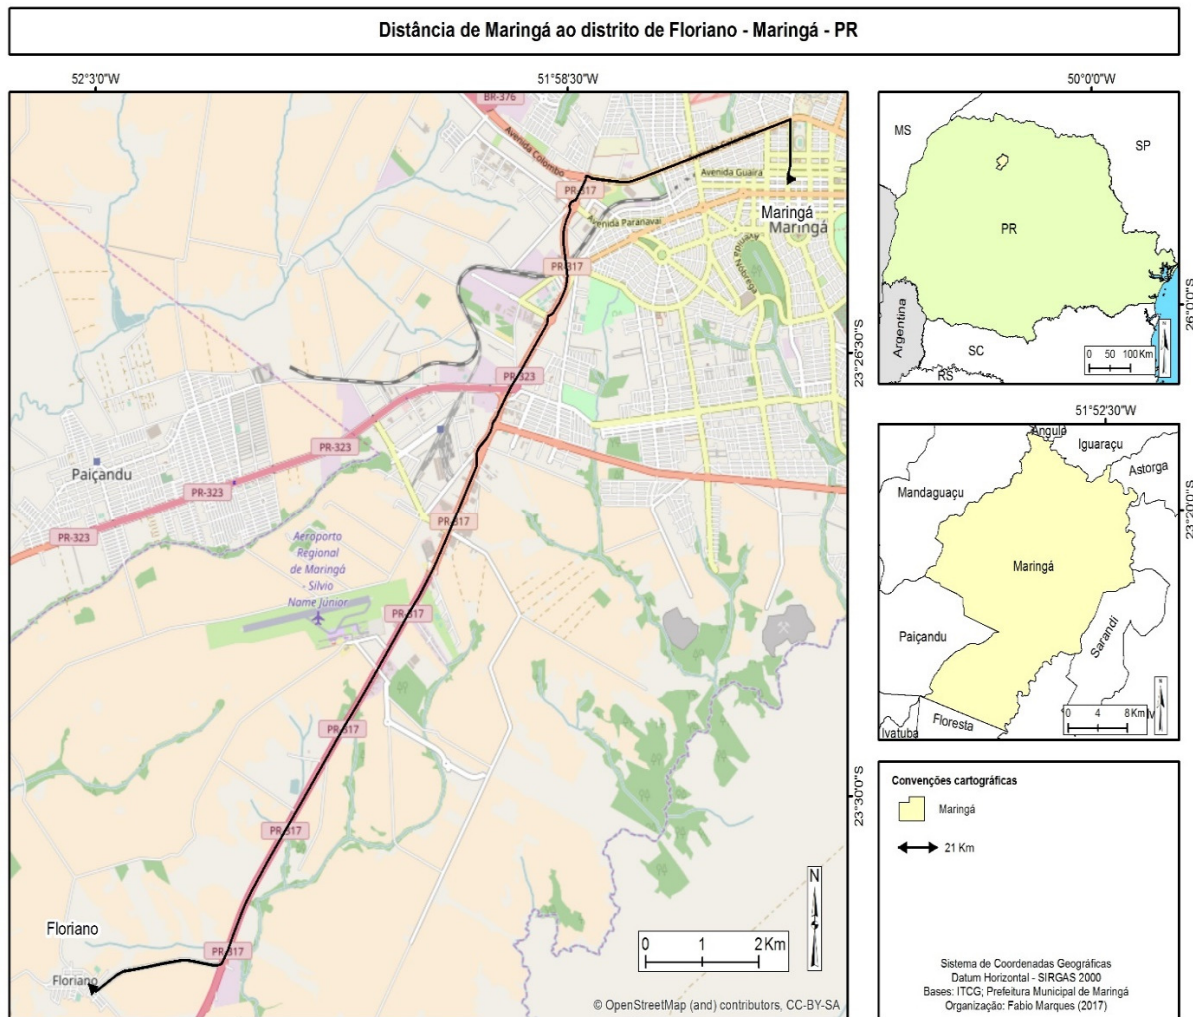 Distância de Maringá ao distrito de Floriano - Maringá - PR
52°3'0"W
51°58'30"W
50°0'0"W
BR-376
Avenida Colombo
Avenida Colombo
Avenida Guaíra
PR-317
Avenida Paranavaí
Maringá
Maringá
Avenida Nóbrega
PR-317
PR-323
PR-323
PR-323
PR-323
Paiçandu
PR-317
Aeroporto
Regional
de Maringá
- Silvio
Name Júnior
PR-317
PR-317
PR-317
PR-317
Floriano
Floriano
N
0 1 2 Km
© OpenStreetMap (and) contributors, CC-BY-SA
23°26'30"S
23°30'0"S
MS
SP
PR
Argentina
SC
RS
N
0 50 100 Km
26°0'0"S
51°52'30"W
Ângulo
Iguaraçu
Astorga
Mandaguaçu
Maringá
Paiçandu
Sarandi
Floresta
Ivatuba
0 4 8 Km
23°20'0"S
Convenções cartográficas
Maringá
21 Km
Sistema de Coordenadas Geográficas
Datum Horizontal - SIRGAS 2000
Bases: ITCG; Prefeitura Municipal de Maringá
Organização: Fabio Marques (2017)